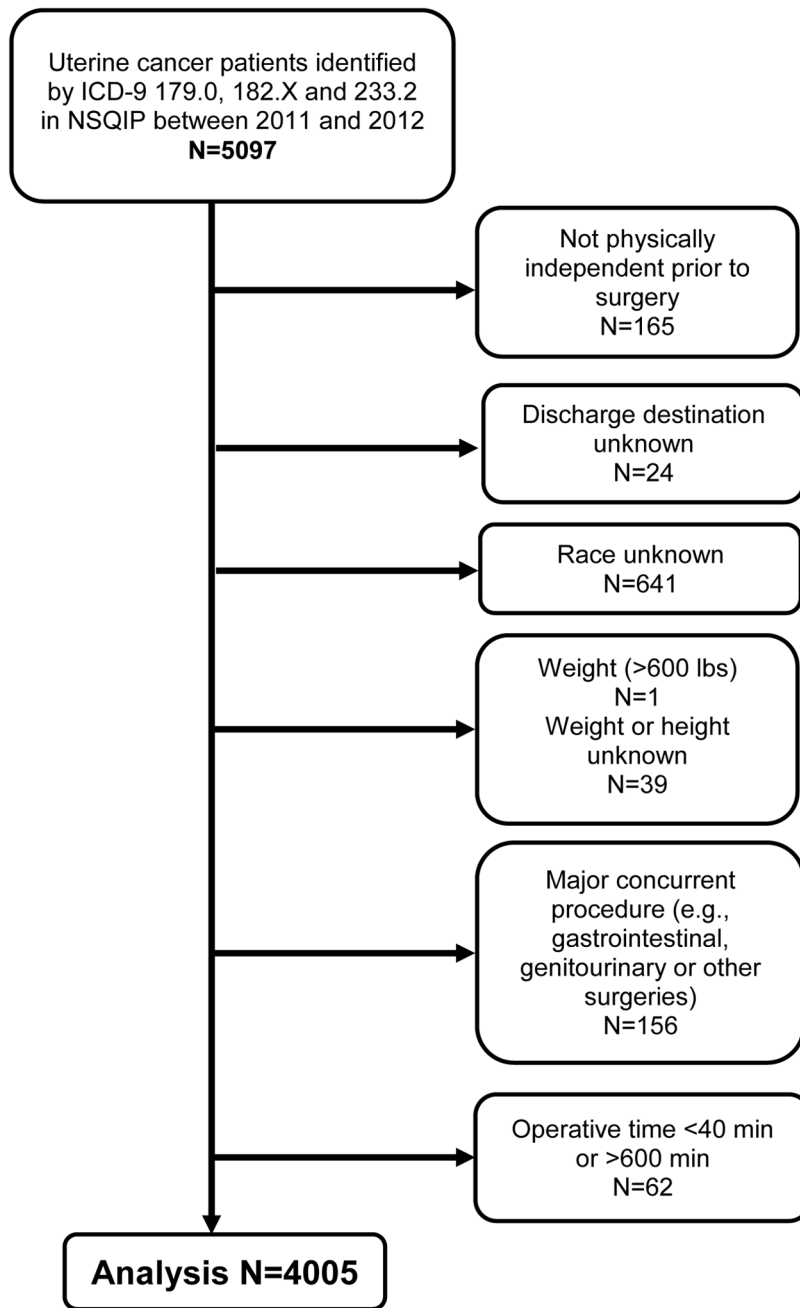 Uterine cancer patients identified
by ICD-9 179.0, 182.X and 233.2
in NSQIP between 2011 and 2012
N=5097
Not physically
independent prior to
surgery
N=165
Discharge destination
unknown
N=24
Race unknown
N=641
Weight (>600 lbs)
N=1
Weight or height
unknown
N=39
Major concurrent
procedure (e.g.,
gastrointestinal,
genitourinary or other
surgeries)
N=156
Operative time <40 min
or >600 min
N=62
Analysis N=4005